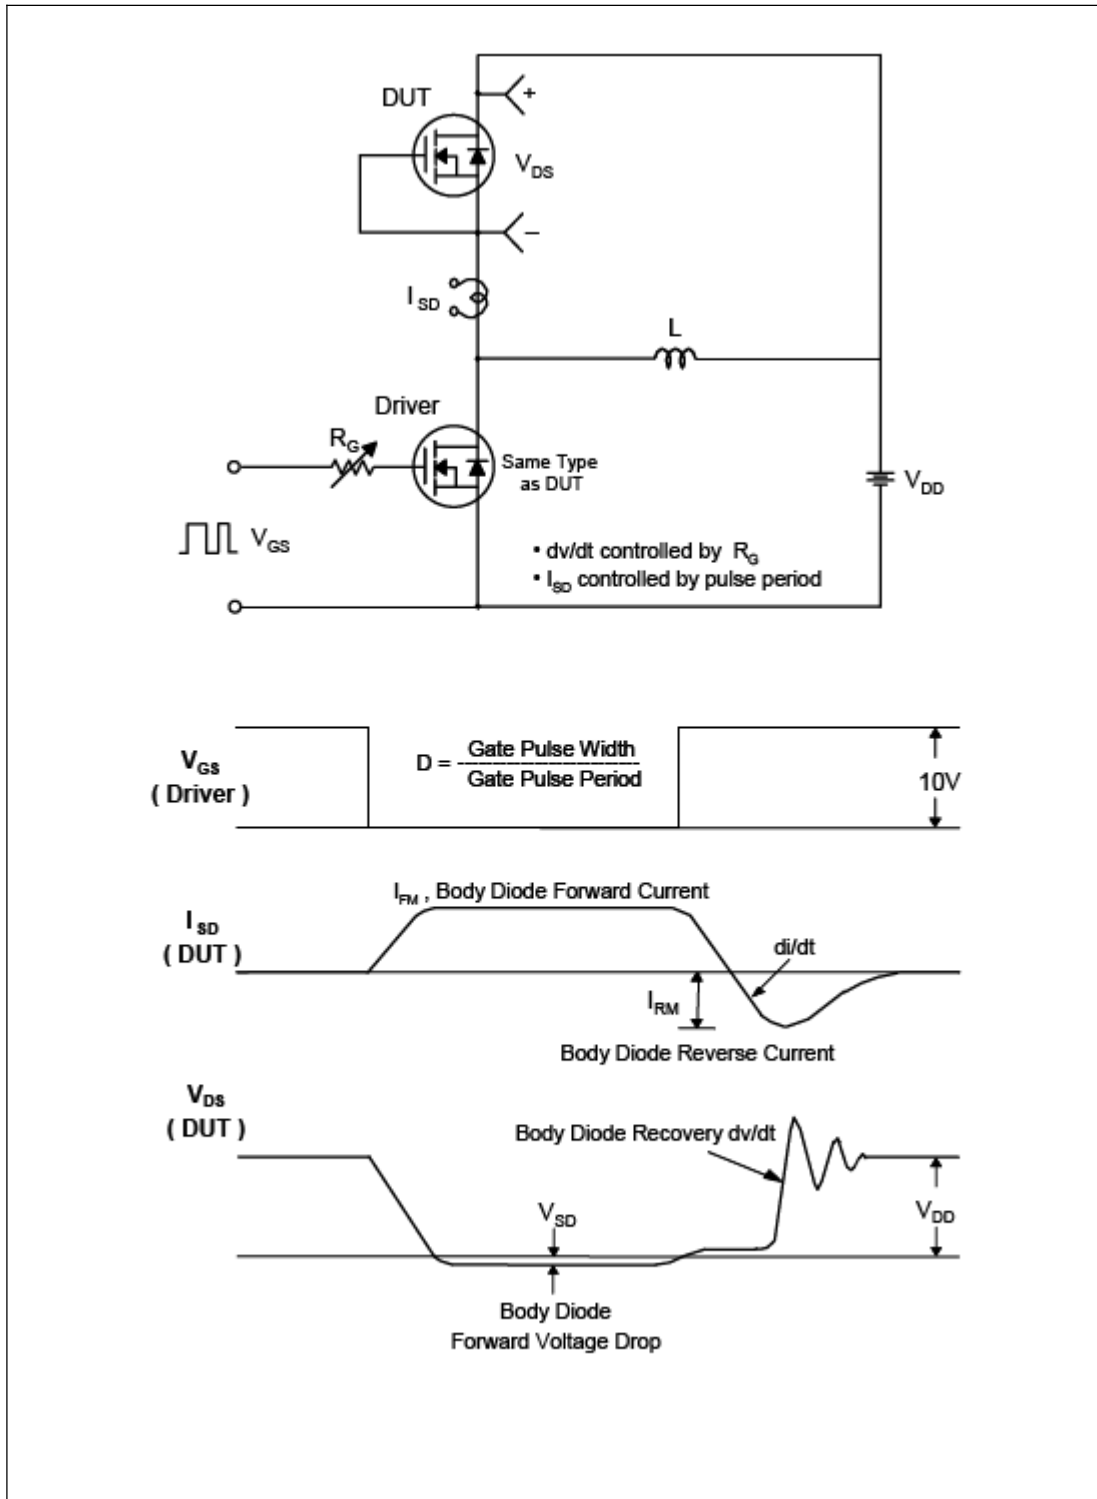 DUT
+
V_DS
–
I_SD
L
Driver
R_G
Same Type
as DUT
V_DD
V_GS
• dv/dt controlled by R_G
• I_SD controlled by pulse period
V_GS
( Driver )
D = Gate Pulse Width
Gate Pulse Period
10V
I_FM , Body Diode Forward Current
I_SD
( DUT )
di/dt
I_RM
Body Diode Reverse Current
V_DS
( DUT )
Body Diode Recovery dv/dt
V_SD
V_DD
Body Diode
Forward Voltage Drop